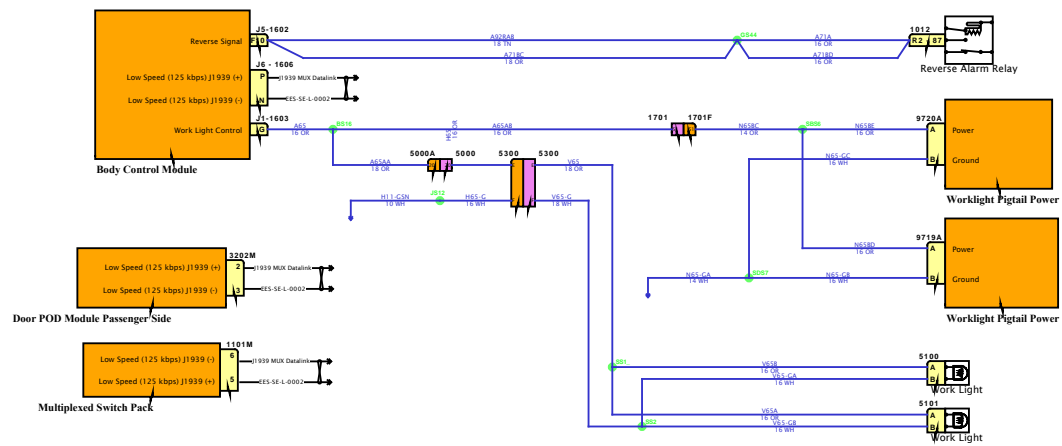 J5-1602
Reverse Signal
F 0
A92RAB
18 TN
A71BC
18 OR
GS44
A71A
16 OR
A71BD
16 OR
1012
R2 87
Reverse Alarm Relay
J6 - 1606
Low Speed (125 kbps) J1939 (+)
P
J1939 MUX Datalink
Low Speed (125 kbps) J1939 (-)
N
EES-SE-L-0002
J1-1603
Work Light Control
G
A65
16 OR
BS16
H65
16 OR
A65AB
16 OR
1701
1701F
N65BC
14 OR
N65BE
16 OR
9720A
A
Power
B
Ground
Worklight Pigtail Power
Body Control Module
A65AA
18 OR
5000A
5000
5300
5300
V65
18 OR
N65-GC
16 WH
H11-GSN
10 WH
JS12
H65-G
16 WH
V65-G
18 WH
9719A
N65BD
16 OR
A
Power
B
Ground
Worklight Pigtail Power
N65-GA
14 WH
SDS7
N65-GB
16 WH
3202M
Low Speed (125 kbps) J1939 (+)
2
J1939 MUX Datalink
Low Speed (125 kbps) J1939 (-)
3
EES-SE-L-0002
Door POD Module Passenger Side
1101M
Low Speed (125 kbps) J1939 (-)
6
J1939 MUX Datalink
Low Speed (125 kbps) J1939 (+)
5
EES-SE-L-0002
Multiplexed Switch Pack
SS1
V65B
16 OR
V65-GA
16 WH
5100
A
B
Work Light
V65A
16 OR
SS2
V65-GB
16 WH
5101
A
B
Work Light